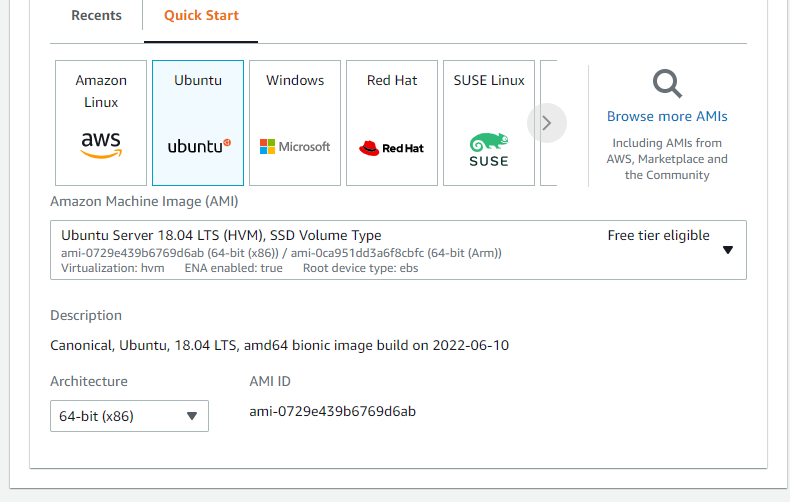 Recents
Quick Start
Amazon
Linux
aws
Ubuntu
ubuntu
Windows
Microsoft
Red Hat
Red Hat
SUSE Linux
SUSE
Browse more AMIs
Including AMIs from
AWS, Marketplace and
the Community
Amazon Machine Image (AMI)
Ubuntu Server 18.04 LTS (HVM), SSD Volume Type
Free tier eligible
ami-0729e439b6769d6ab (64-bit (x86)) / ami-0ca951dd3a6f8cbfc (64-bit (Arm))
Virtualization: hvm ENA enabled: true Root device type: ebs
Description
Canonical, Ubuntu, 18.04 LTS, amd64 bionic image build on 2022-06-10
Architecture
AMI ID
64-bit (x86)
ami-0729e439b6769d6ab